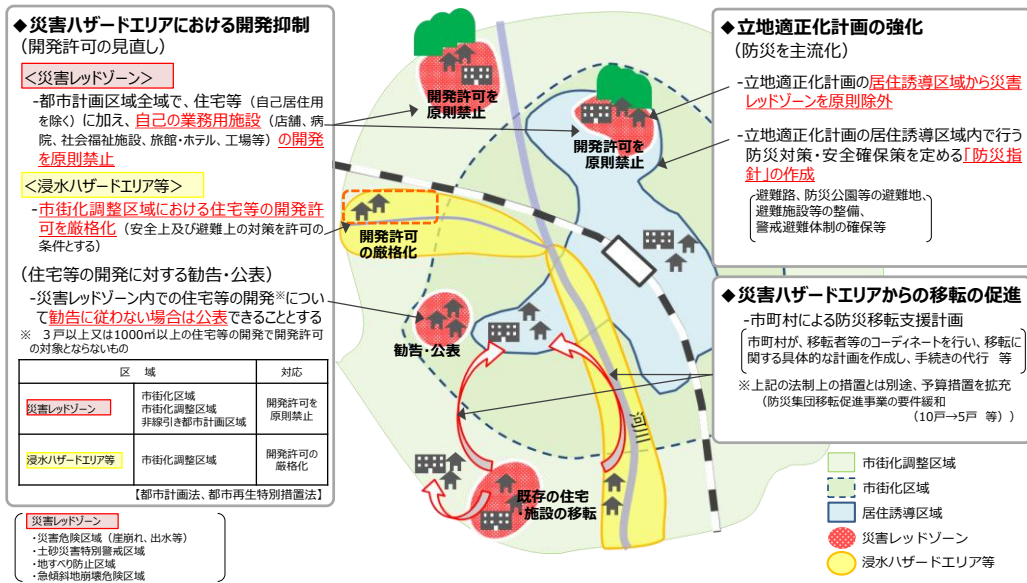 ◆災害ハザードエリアにおける開発抑制
（開発許可の見直し）
＜災害レッドゾーン＞
-都市計画区域全域で、住宅等（自己居住用
を除く）に加え、自己の業務用施設（店舗、病
院、社会福祉施設、旅館・ホテル、工場等）の開発
を原則禁止
＜浸水ハザードエリア等＞
-市街化調整区域における住宅等の開発許
可を厳格化（安全上及び避難上の対策を許可の
条件とする）
（住宅等の開発に対する勧告・公表）
-災害レッドゾーン内での住宅等の開発※につい
て勧告に従わない場合は公表できることとする
※ ３戸以上又は1000㎡以上の住宅等の開発で開発許可
の対象とならないもの
区 域
対応
災害レッドゾーン
市街化区域
市街化調整区域
非線引き都市計画区域
開発許可を
原則禁止
浸水ハザードエリア等
市街化調整区域
開発許可の
厳格化
【都市計画法、都市再生特別措置法】
災害レッドゾーン
・災害危険区域（崖崩れ、出水等）
・土砂災害特別警戒区域
・地すべり防止区域
・急傾斜地崩壊危険区域
開発許可を
原則禁止
開発許可を
原則禁止
開発許可
の厳格化
勧告・公表
河川
既存の住宅
・施設の移転
◆立地適正化計画の強化
（防災を主流化）
-立地適正化計画の居住誘導区域から災害
レッドゾーンを原則除外
-立地適正化計画の居住誘導区域内で行う
防災対策・安全確保策を定める「防災指
針」の作成
避難路、防災公園等の避難地、
避難施設等の整備、
警戒避難体制の確保等
◆災害ハザードエリアからの移転の促進
-市町村による防災移転支援計画
市町村が、移転者等のコーディネートを行い、移転に
関する具体的な計画を作成し、手続きの代行 等
※上記の法制上の措置とは別途、予算措置を拡充
（防災集団移転促進事業の要件緩和
（10戸→5戸 等））
市街化調整区域
市街化区域
居住誘導区域
災害レッドゾーン
浸水ハザードエリア等